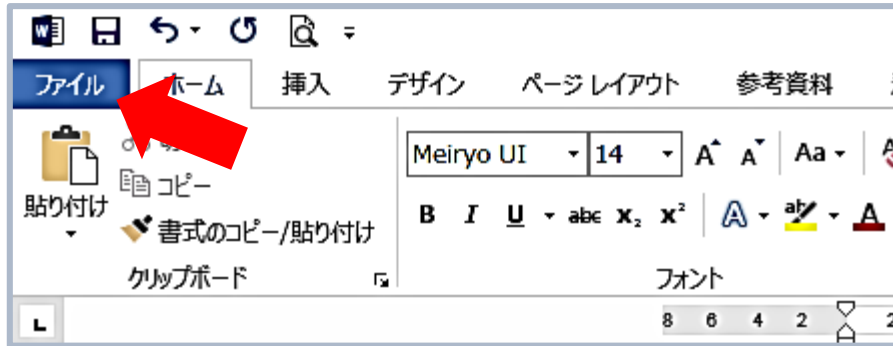 ファイル ホーム 挿入 デザイン ページ レイアウト 参考資料
Meiryo UI 14 A A Aa
コピー
貼り付け
B I U abc X₂ X² A ab A
書式のコピー/貼り付け
クリップボード フォント
L 8 6 4 2 2